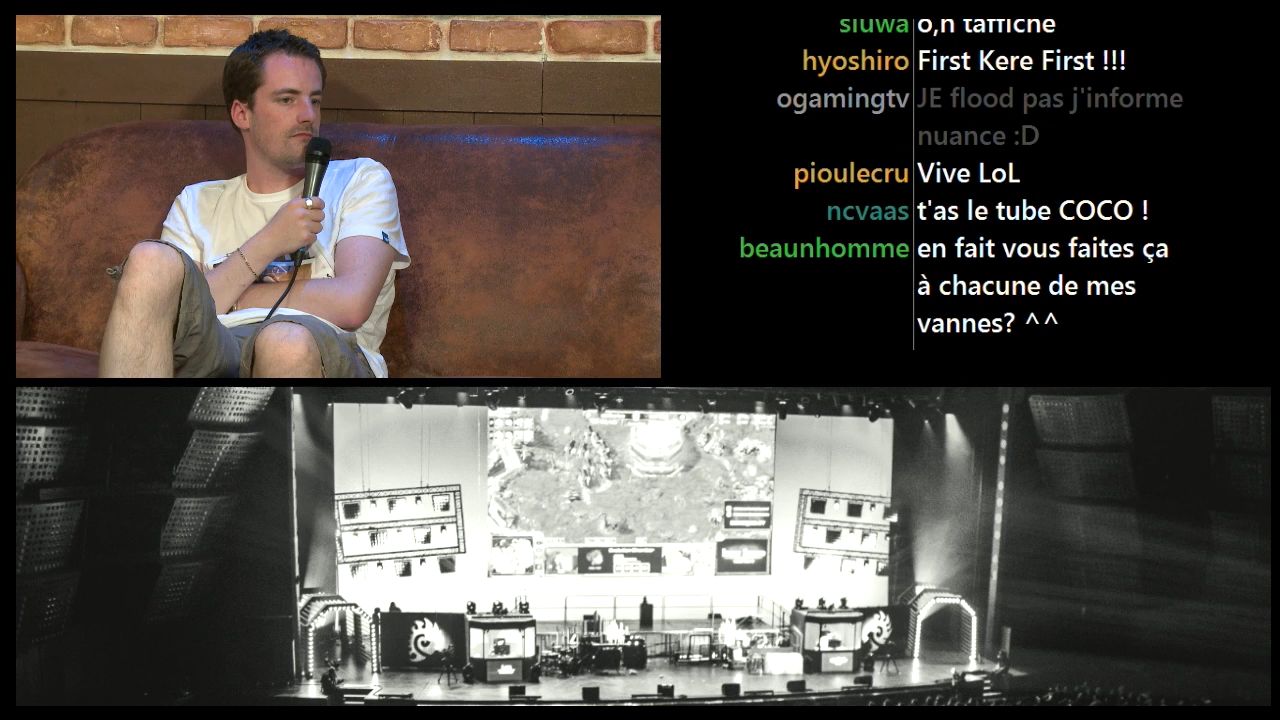 siuwa o,n t'affiche
hyoshiro First Kere First !!!
ogamingtv JE flood pas j'informe
nuance :D
pioulecru Vive LoL
ncvaas t'as le tube COCO !
beaunhomme en fait vous faites ça
à chacune de mes
vannes? ^^